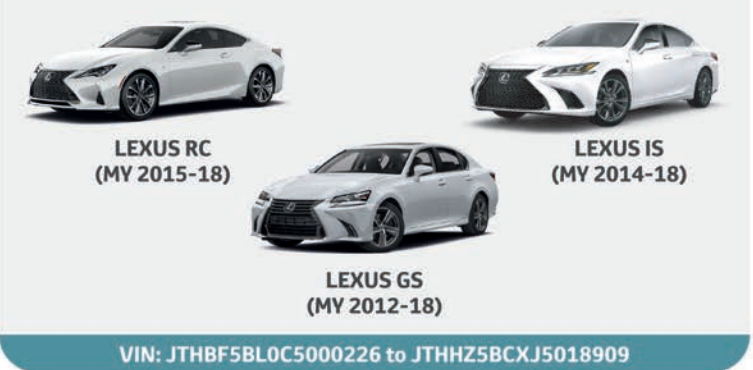 LEXUS RC
(MY 2015-18)
LEXUS IS
(MY 2014-18)
LEXUS GS
(MY 2012-18)
VIN: JTHBF5BL0C5000226 to JTHHZ5BCXJ5018909